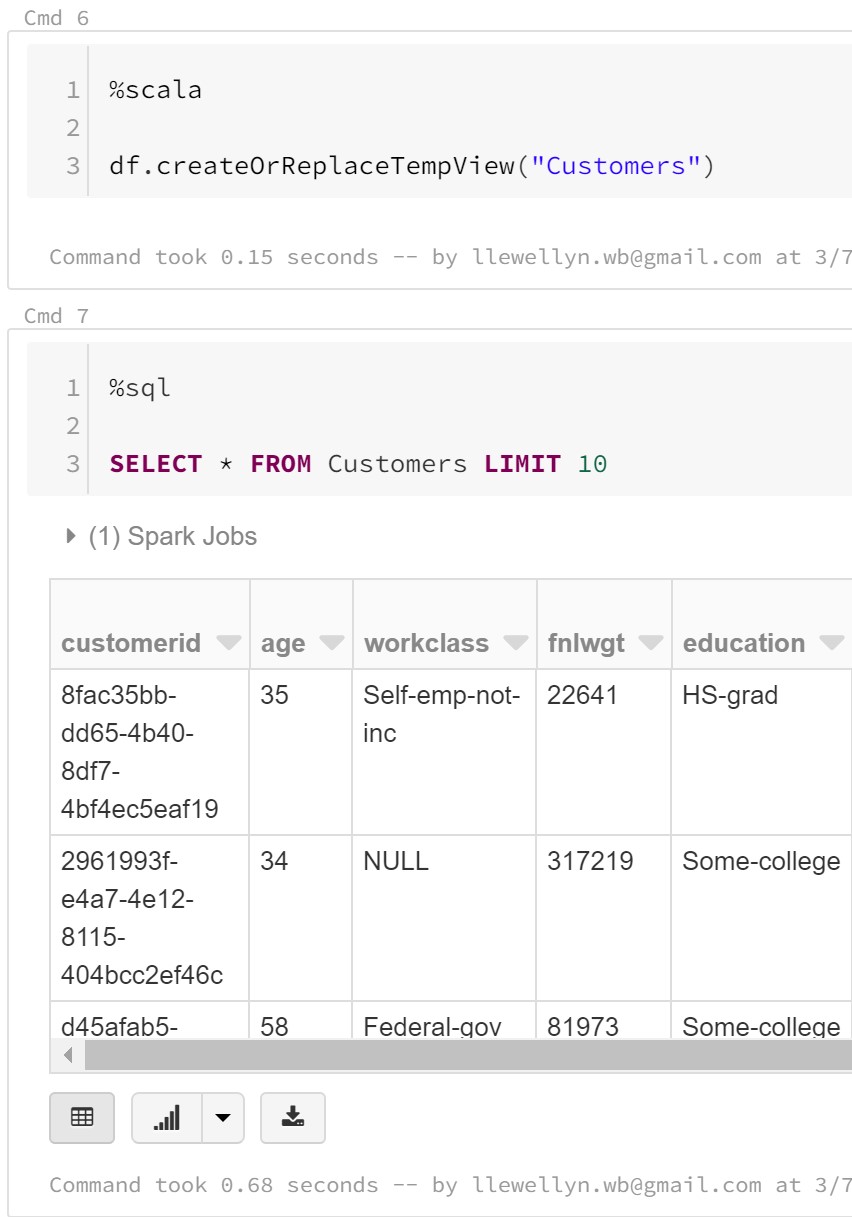 Cmd 6
1 %scala
2
3 df.createOrReplaceTempView("Customers")
Command took 0.15 seconds -- by llewellyn.wb@gmail.com at 3/7
Cmd 7
1 %sql
2
3 SELECT * FROM Customers LIMIT 10
(1) Spark Jobs
customerid age workclass fnlwgt education
8fac35bb- 35 Self-emp-not- 22641 HS-grad
dd65-4b40- inc
8df7-
4bf4ec5eaf19
2961993f- 34 NULL 317219 Some-college
e4a7-4e12-
8115-
404bcc2ef46c
d45afab5- 58 Federal-gov 81973 Some-college
Command took 0.68 seconds -- by llewellyn.wb@gmail.com at 3/7